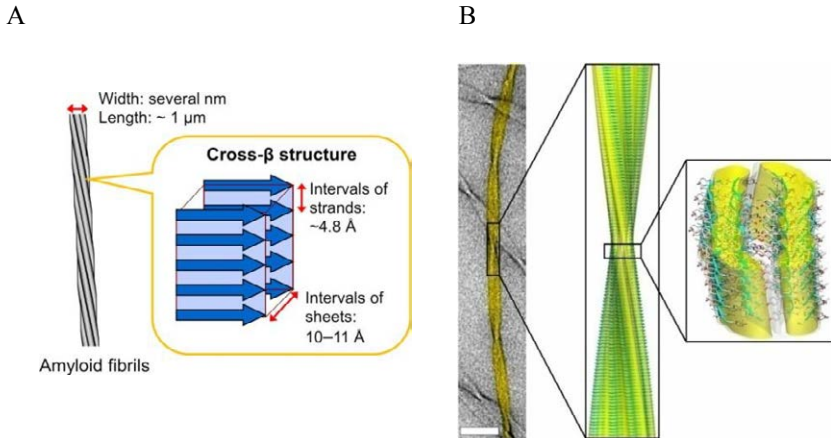 A
B
Width: several nm
Length: ~ 1 μm
Cross-β structure
Intervals of
strands:
~4.8 Å
Intervals of
sheets:
10–11 Å
Amyloid fibrils